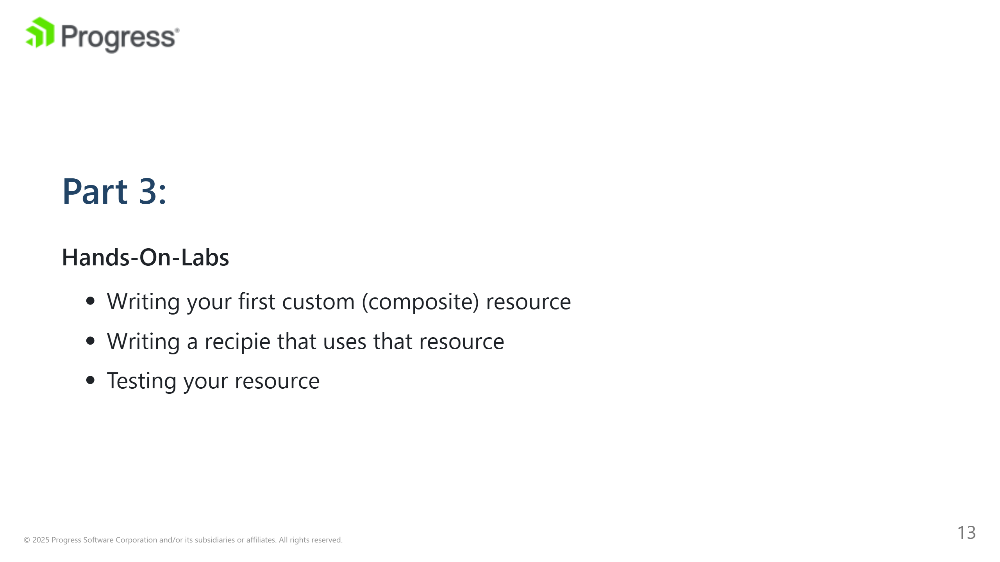 Progress®
Part 3:
Hands-On-Labs
• Writing your first custom (composite) resource
• Writing a recipie that uses that resource
• Testing your resource
© 2025 Progress Software Corporation and/or its subsidiaries or affiliates. All rights reserved.
13